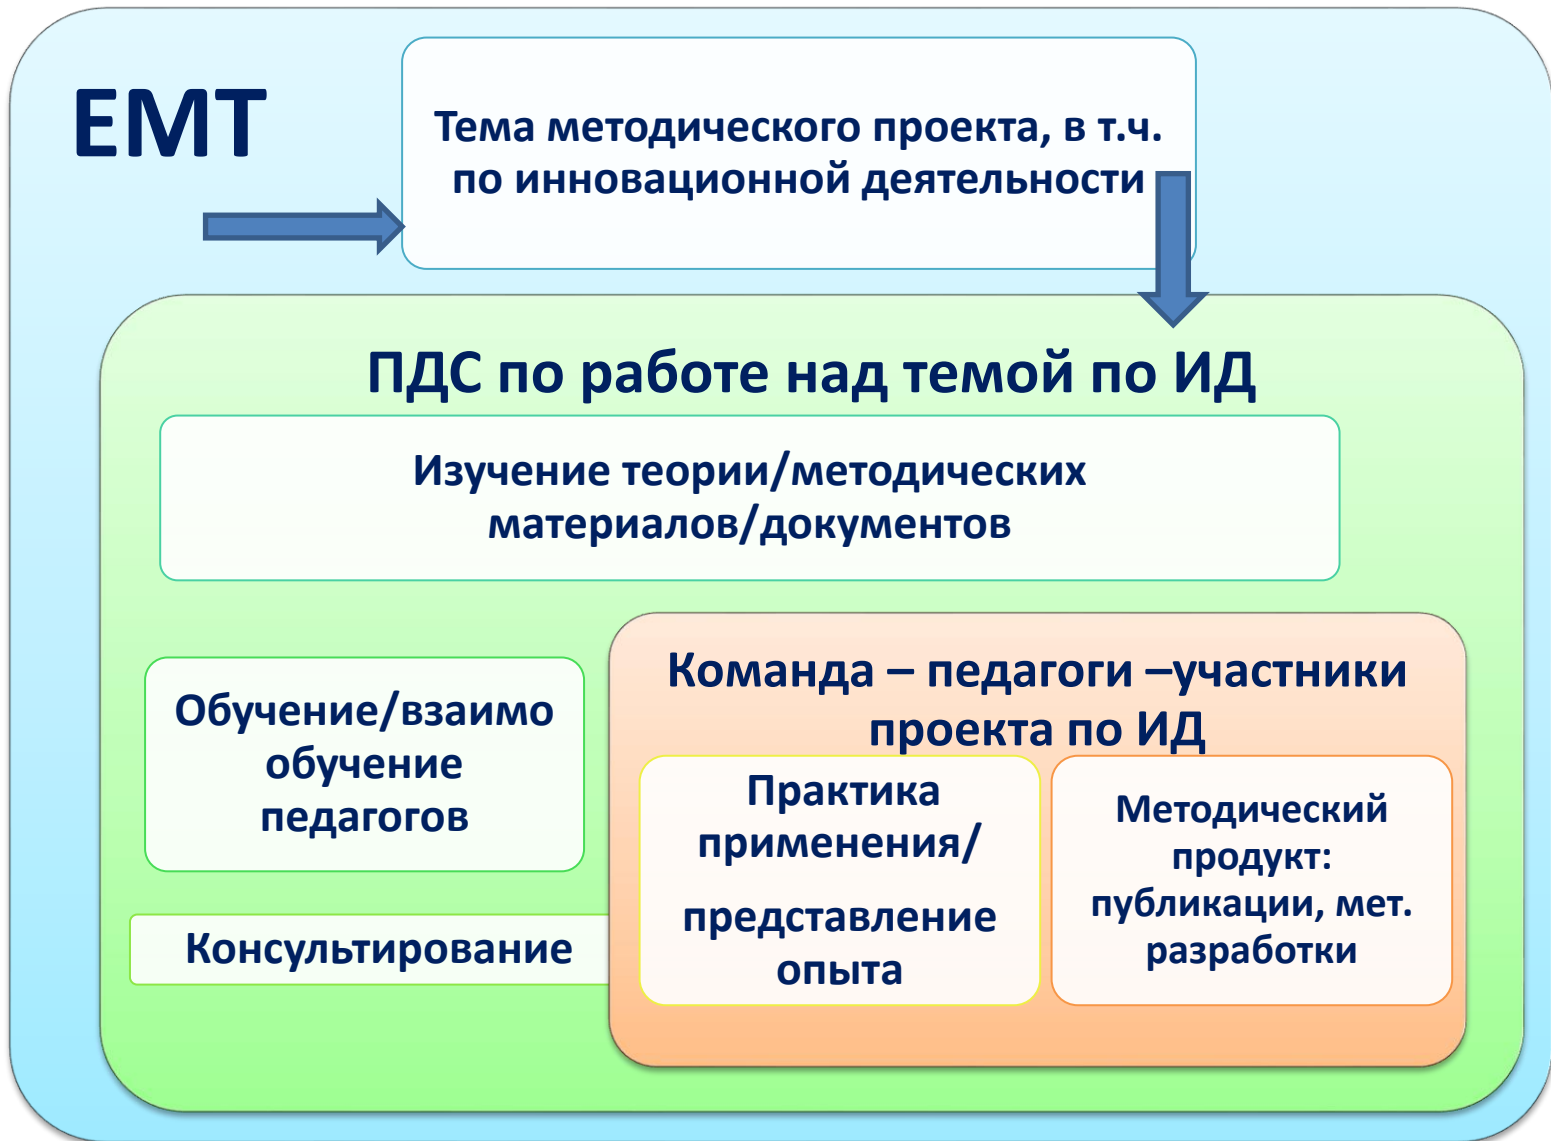 ЕМТ
Тема методического проекта, в т.ч.
по инновационной деятельности
ПДС по работе над темой по ИД
Изучение теории/методических
материалов/документов
Обучение/взаимо
обучение
педагогов
Консультирование
Команда – педагоги –участники
проекта по ИД
Практика
применения/
представление
опыта
Методический
продукт:
публикации, мет.
разработки